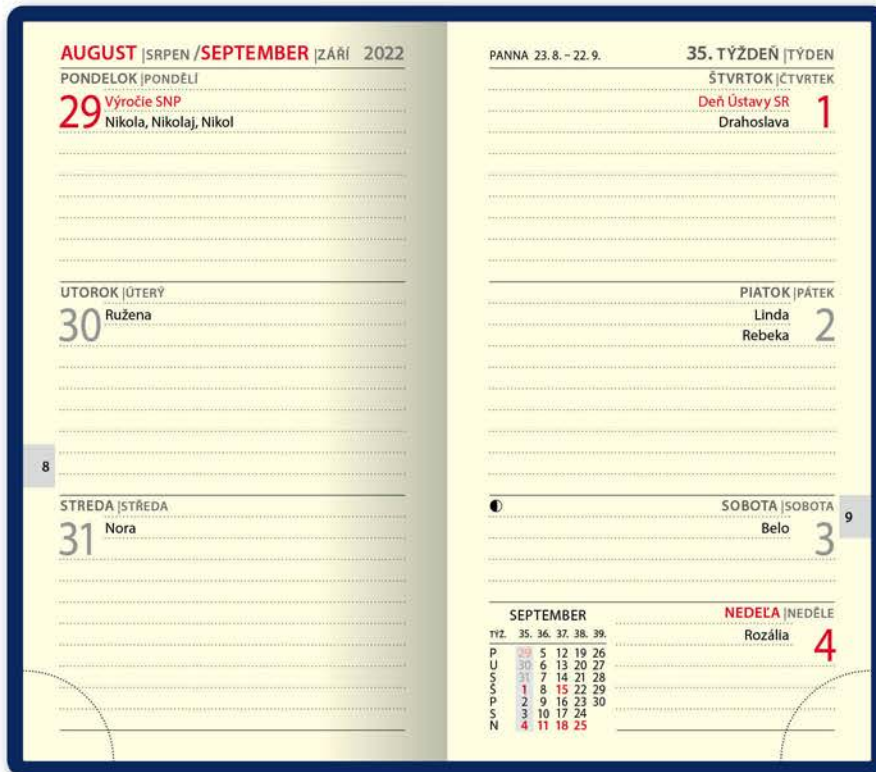 AUGUST |SRPEN /SEPTEMBER |ZÁŘÍ 2022
PONDELOK |PONDĚLÍ
29
Výročie SNP
Nikola, Nikolaj, Nikol
UTOROK |ÚTERÝ
30
Ružena
8
STREDA |STŘEDA
31
Nora
PANNA 23. 8. – 22. 9. 35. TÝŽDEŇ |TÝDEN
ŠTVRTOK |ČTVRTEK
Deň Ústavy SR
1
Drahoslava
PIATOK |PÁTEK
Linda
2
Rebeka
SOBOTA |SOBOTA
9
Belo
3
NEDEĽA |NEDĚLE
Rozália
4
SEPTEMBER
TÝŽ. 35. 36. 37. 38. 39.
P 29 5 12 19 26
U 30 6 13 20 27
S 31 7 14 21 28
Š 1 8 15 22 29
P 2 9 16 23 30
S 3 10 17 24
N 4 11 18 25